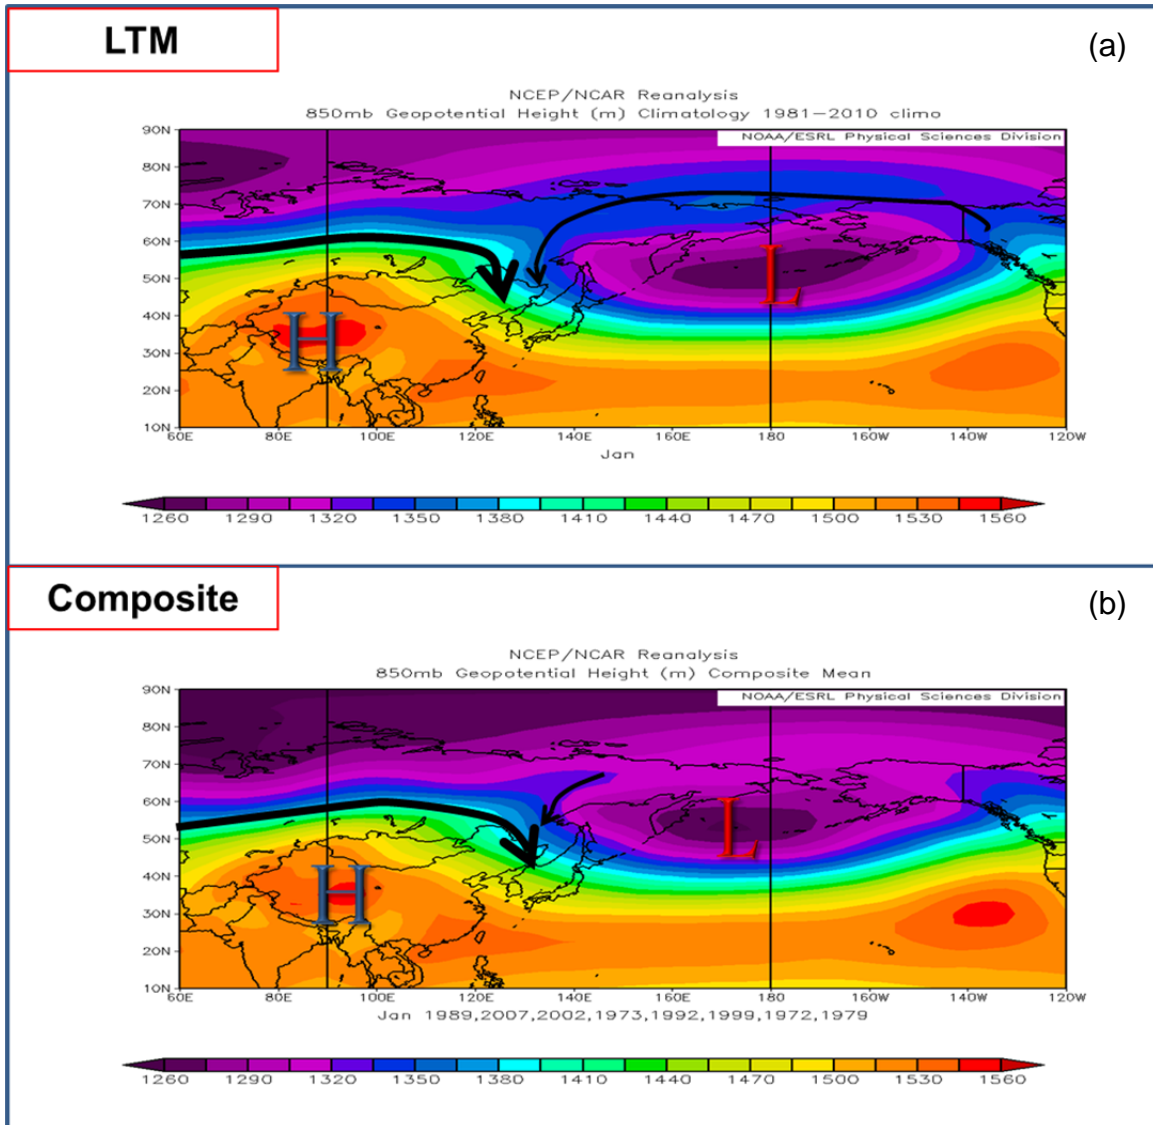 LTM
(a)
NCEP/NCAR Reanalysis
850mb Geopotential Height (m) Climatology 1981−2010 climo
NOAA/ESRL Physical Sciences Division
90N
80N
70N
60N
50N
40N
30N
20N
10N
H
L
60E 80E 100E 120E 140E 160E 180 160W 140W 120W
Jan
1260 1290 1320 1350 1380 1410 1440 1470 1500 1530 1560
Composite
(b)
NCEP/NCAR Reanalysis
850mb Geopotential Height (m) Composite Mean
NOAA/ESRL Physical Sciences Division
90N
80N
70N
60N
50N
40N
30N
20N
10N
L
H
60E 80E 100E 120E 140E 160E 180 160W 140W 120W
Jan 1989,2007,2002,1973,1992,1999,1972,1979
1260 1290 1320 1350 1380 1410 1440 1470 1500 1530 1560